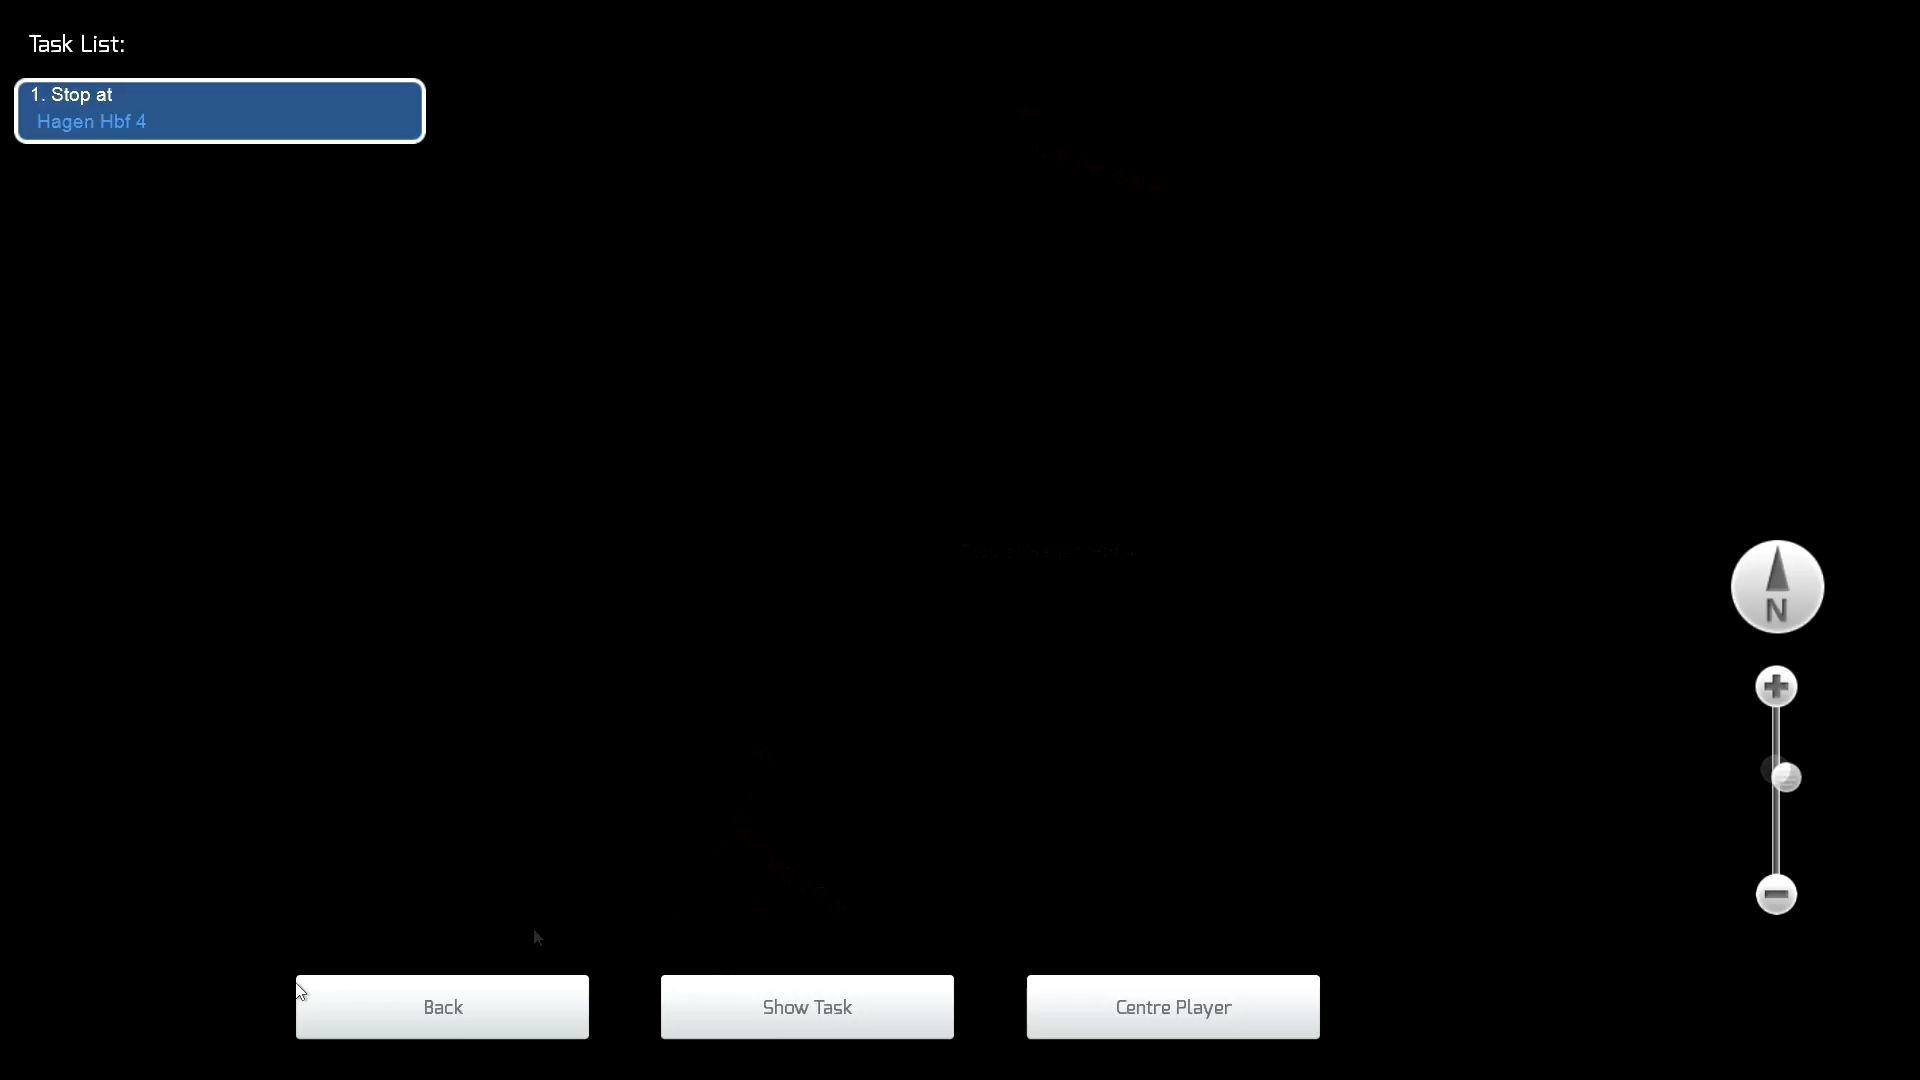 Task List:
1. Stop at
Hagen Hbf 4
N
Back
Show Task
Centre Player